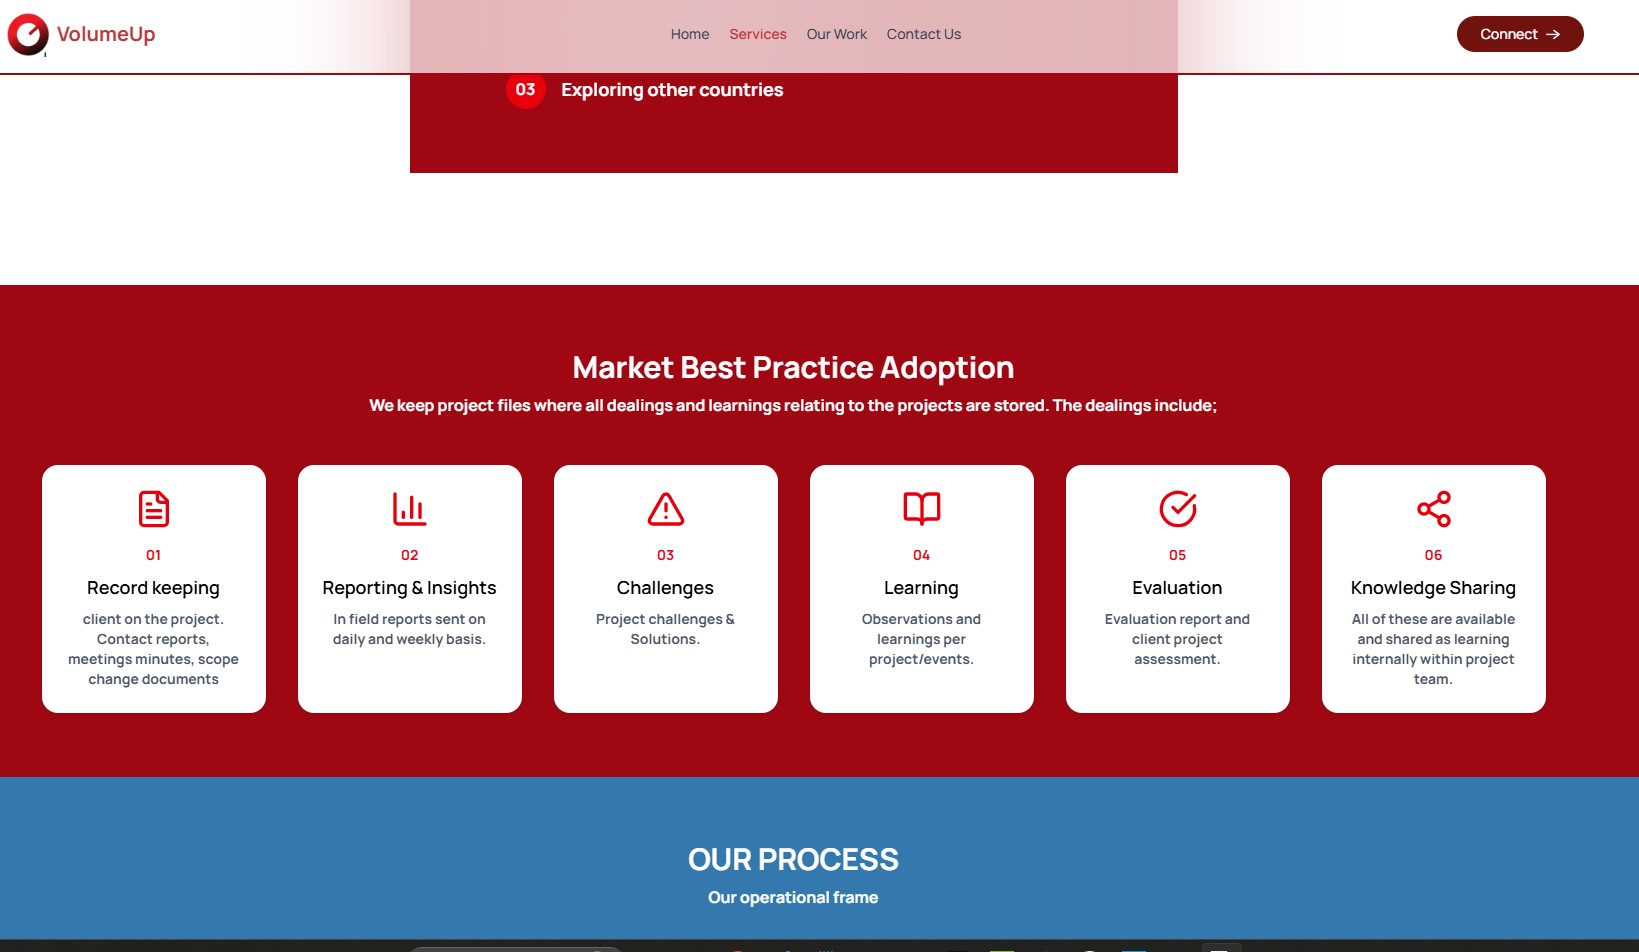 VolumeUp
Home Services Our Work Contact Us
Connect
03 Exploring other countries
Market Best Practice Adoption
We keep project files where all dealings and learnings relating to the projects are stored. The dealings include;
01
Record keeping
client on the project.
Contact reports,
meetings minutes, scope
change documents
02
Reporting & Insights
In field reports sent on
daily and weekly basis.
03
Challenges
Project challenges &
Solutions.
04
Learning
Observations and
learnings per
project/events.
05
Evaluation
Evaluation report and
client project
assessment.
06
Knowledge Sharing
All of these are available
and shared as learning
internally within project
team.
OUR PROCESS
Our operational frame